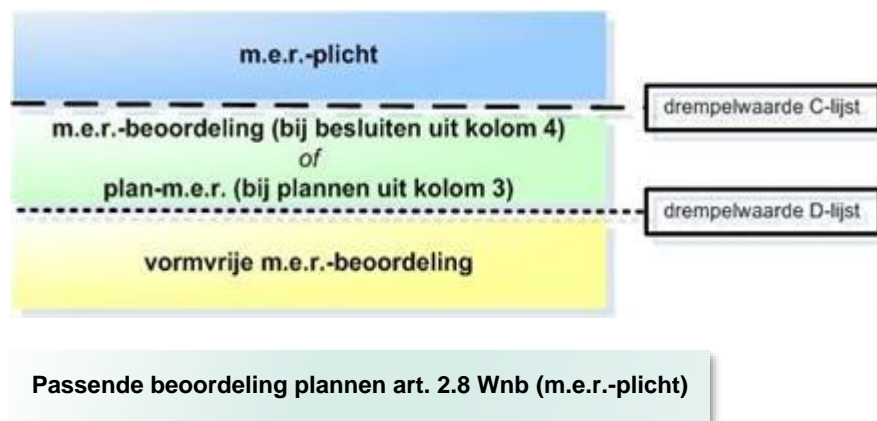 m.e.r.-plicht
drempelwaarde C-lijst
m.e.r.-beoordeling (bij besluiten uit kolom 4)
of
plan-m.e.r. (bij plannen uit kolom 3)
drempelwaarde D-lijst
vormvrije m.e.r.-beoordeling
Passende beoordeling plannen art. 2.8 Wnb (m.e.r.-plicht)